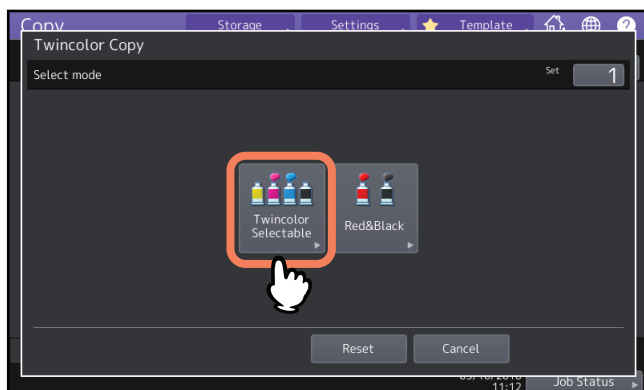 Copy Storage Settings Template ?
Twincolor Copy
Select mode Set 1
Twincolor
Selectable
Red&Black
Reset Cancel
11:12 Job Status